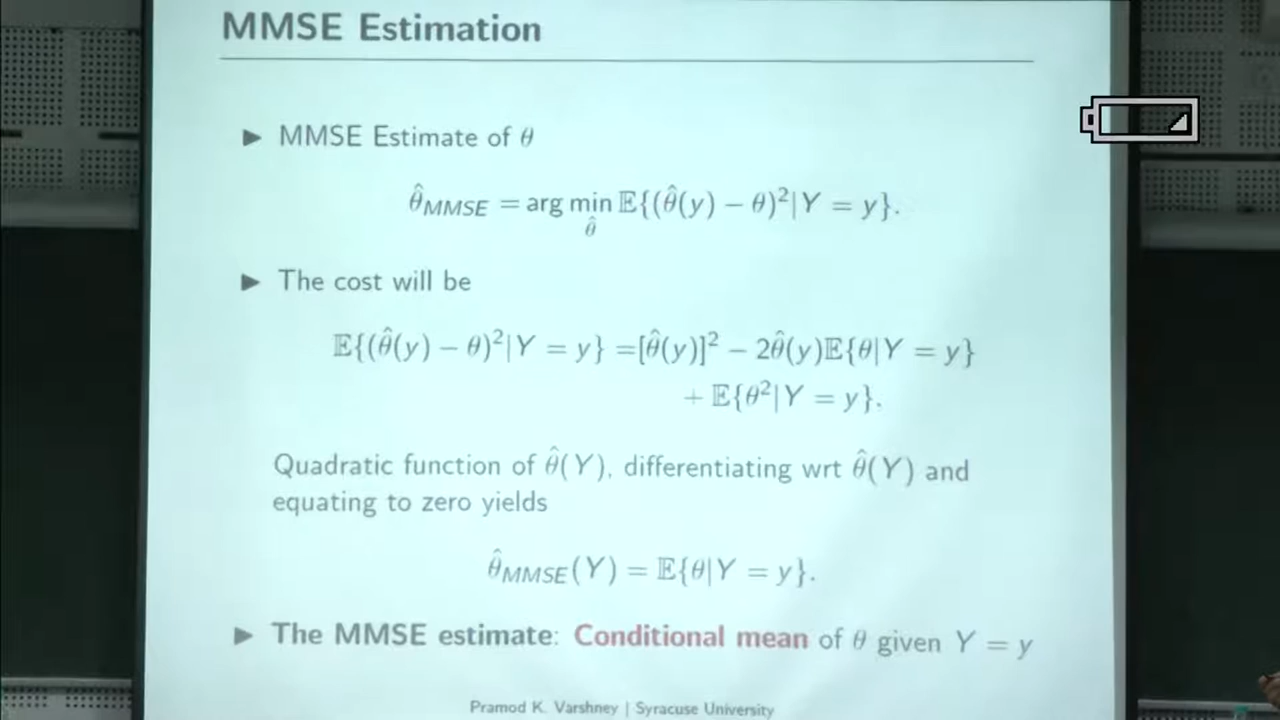 MMSE Estimation
▶ MMSE Estimate of θ
θ̂_MMSE = arg min_θ̂ 𝔼{(θ̂(y) − θ)²|Y = y}.
▶ The cost will be
𝔼{(θ̂(y) − θ)²|Y = y} =[θ̂(y)]² − 2θ̂(y)𝔼{θ|Y = y}
+ 𝔼{θ²|Y = y}.
Quadratic function of θ̂(Y), differentiating wrt θ̂(Y) and
equating to zero yields
θ̂_MMSE(Y) = 𝔼{θ|Y = y}.
▶ The MMSE estimate: Conditional mean of θ given Y = y
Pramod K. Varshney | Syracuse University